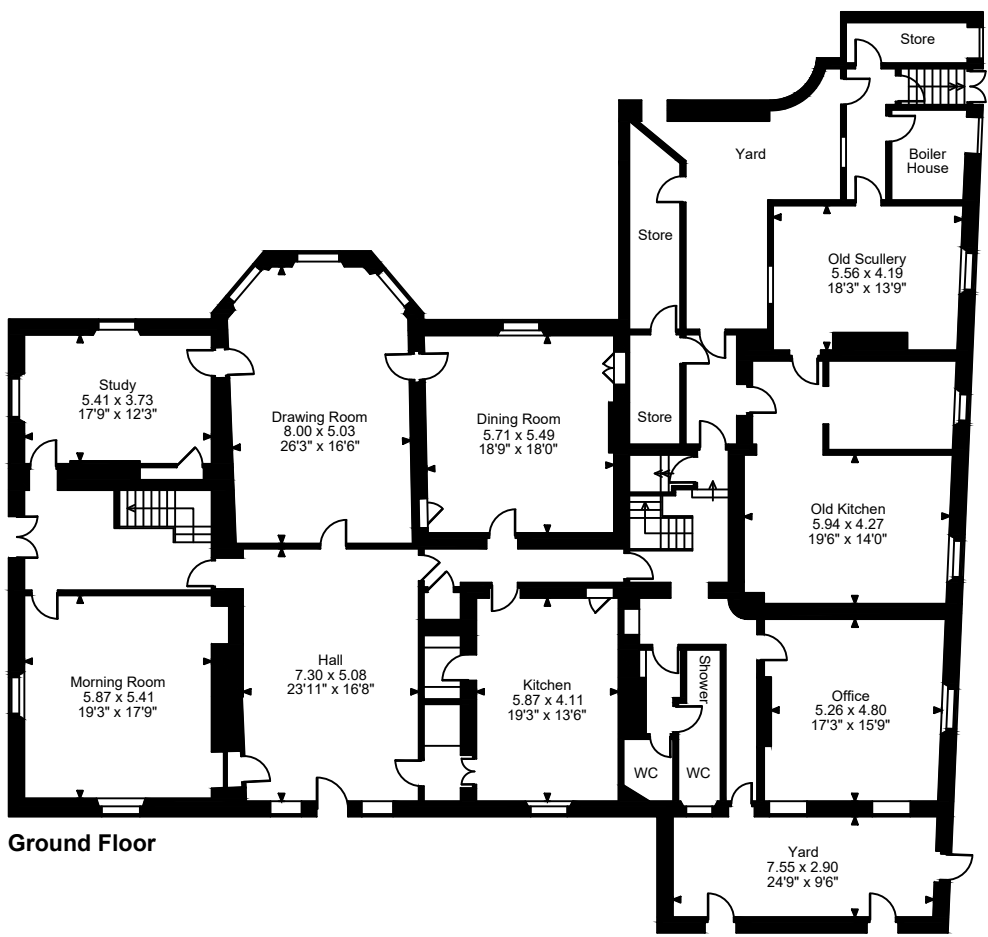 Store
Yard
Boiler
House
Store
Old Scullery
5.56 x 4.19
18'3" x 13'9"
Study
5.41 x 3.73
17'9" x 12'3"
Drawing Room
8.00 x 5.03
26'3" x 16'6"
Dining Room
5.71 x 5.49
18'9" x 18'0"
Store
Old Kitchen
5.94 x 4.27
19'6" x 14'0"
Morning Room
5.87 x 5.41
19'3" x 17'9"
Hall
7.30 x 5.08
23'11" x 16'8"
Kitchen
5.87 x 4.11
19'3" x 13'6"
Shower
Office
5.26 x 4.80
17'3" x 15'9"
WC
WC
Ground Floor
Yard
7.55 x 2.90
24'9" x 9'6"